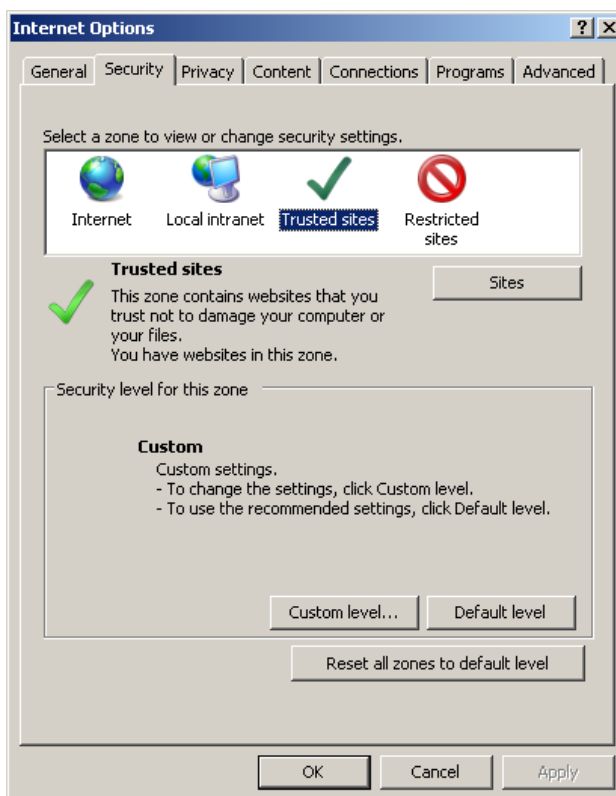 Internet Options
General Security Privacy Content Connections Programs Advanced
Select a zone to view or change security settings.
Internet Local intranet Trusted sites Restricted
sites
Trusted sites
Sites
This zone contains websites that you
trust not to damage your computer or
your files.
You have websites in this zone.
Security level for this zone
Custom
Custom settings.
- To change the settings, click Custom level.
- To use the recommended settings, click Default level.
Custom level... Default level
Reset all zones to default level
OK Cancel Apply